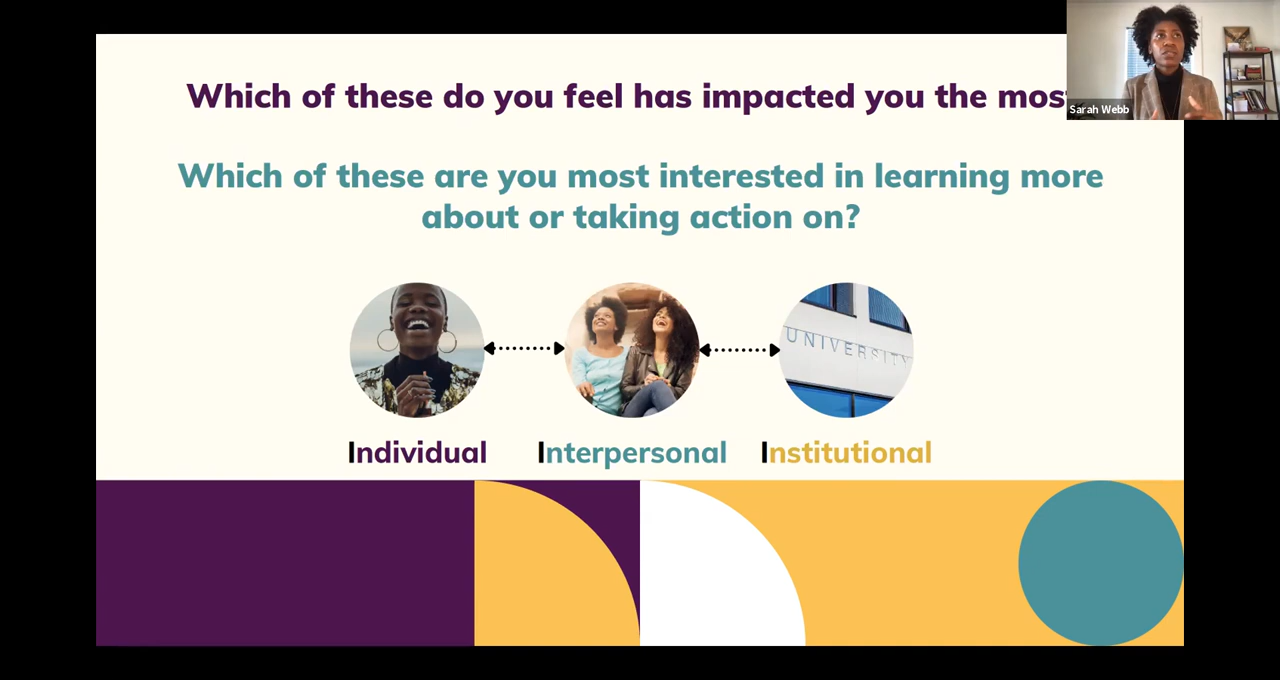 Which of these do you feel has impacted you the mos
Sarah Webb
Which of these are you most interested in learning more
about or taking action on?
UNIVERSITY
Individual Interpersonal Institutional